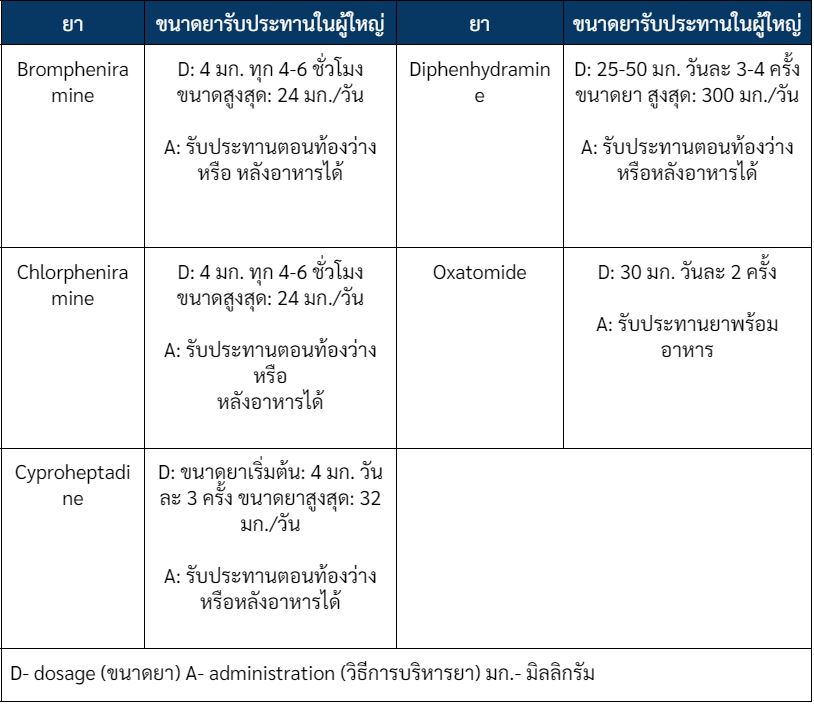 ยา
ขนาดยารับประทานในผู้ใหญ่
ยา
ขนาดยารับประทานในผู้ใหญ่
Bromphenira
mine
D: 4 มก. ทุก 4-6 ชั่วโมง
ขนาดสูงสุด: 24 มก./วัน
A: รับประทานตอนท้องว่าง
หรือ หลังอาหารได้
Diphenhydramin
e
D: 25-50 มก. วันละ 3-4 ครั้ง
ขนาดยา สูงสุด: 300 มก./วัน
A: รับประทานตอนท้องว่าง
หรือหลังอาหารได้
Chlorphenira
mine
D: 4 มก. ทุก 4-6 ชั่วโมง
ขนาดสูงสุด: 24 มก./วัน
A: รับประทานตอนท้องว่าง
หรือ
หลังอาหารได้
Oxatomide
D: 30 มก. วันละ 2 ครั้ง
A: รับประทานยาพร้อม
อาหาร
Cyproheptadi
ne
D: ขนาดยาเริ่มต้น: 4 มก. วัน
ละ 3 ครั้ง ขนาดยาสูงสุด: 32
มก./วัน
A: รับประทานตอนท้องว่าง
หรือหลังอาหารได้
D- dosage (ขนาดยา) A- administration (วิธีการบริหารยา) มก.- มิลลิกรัม